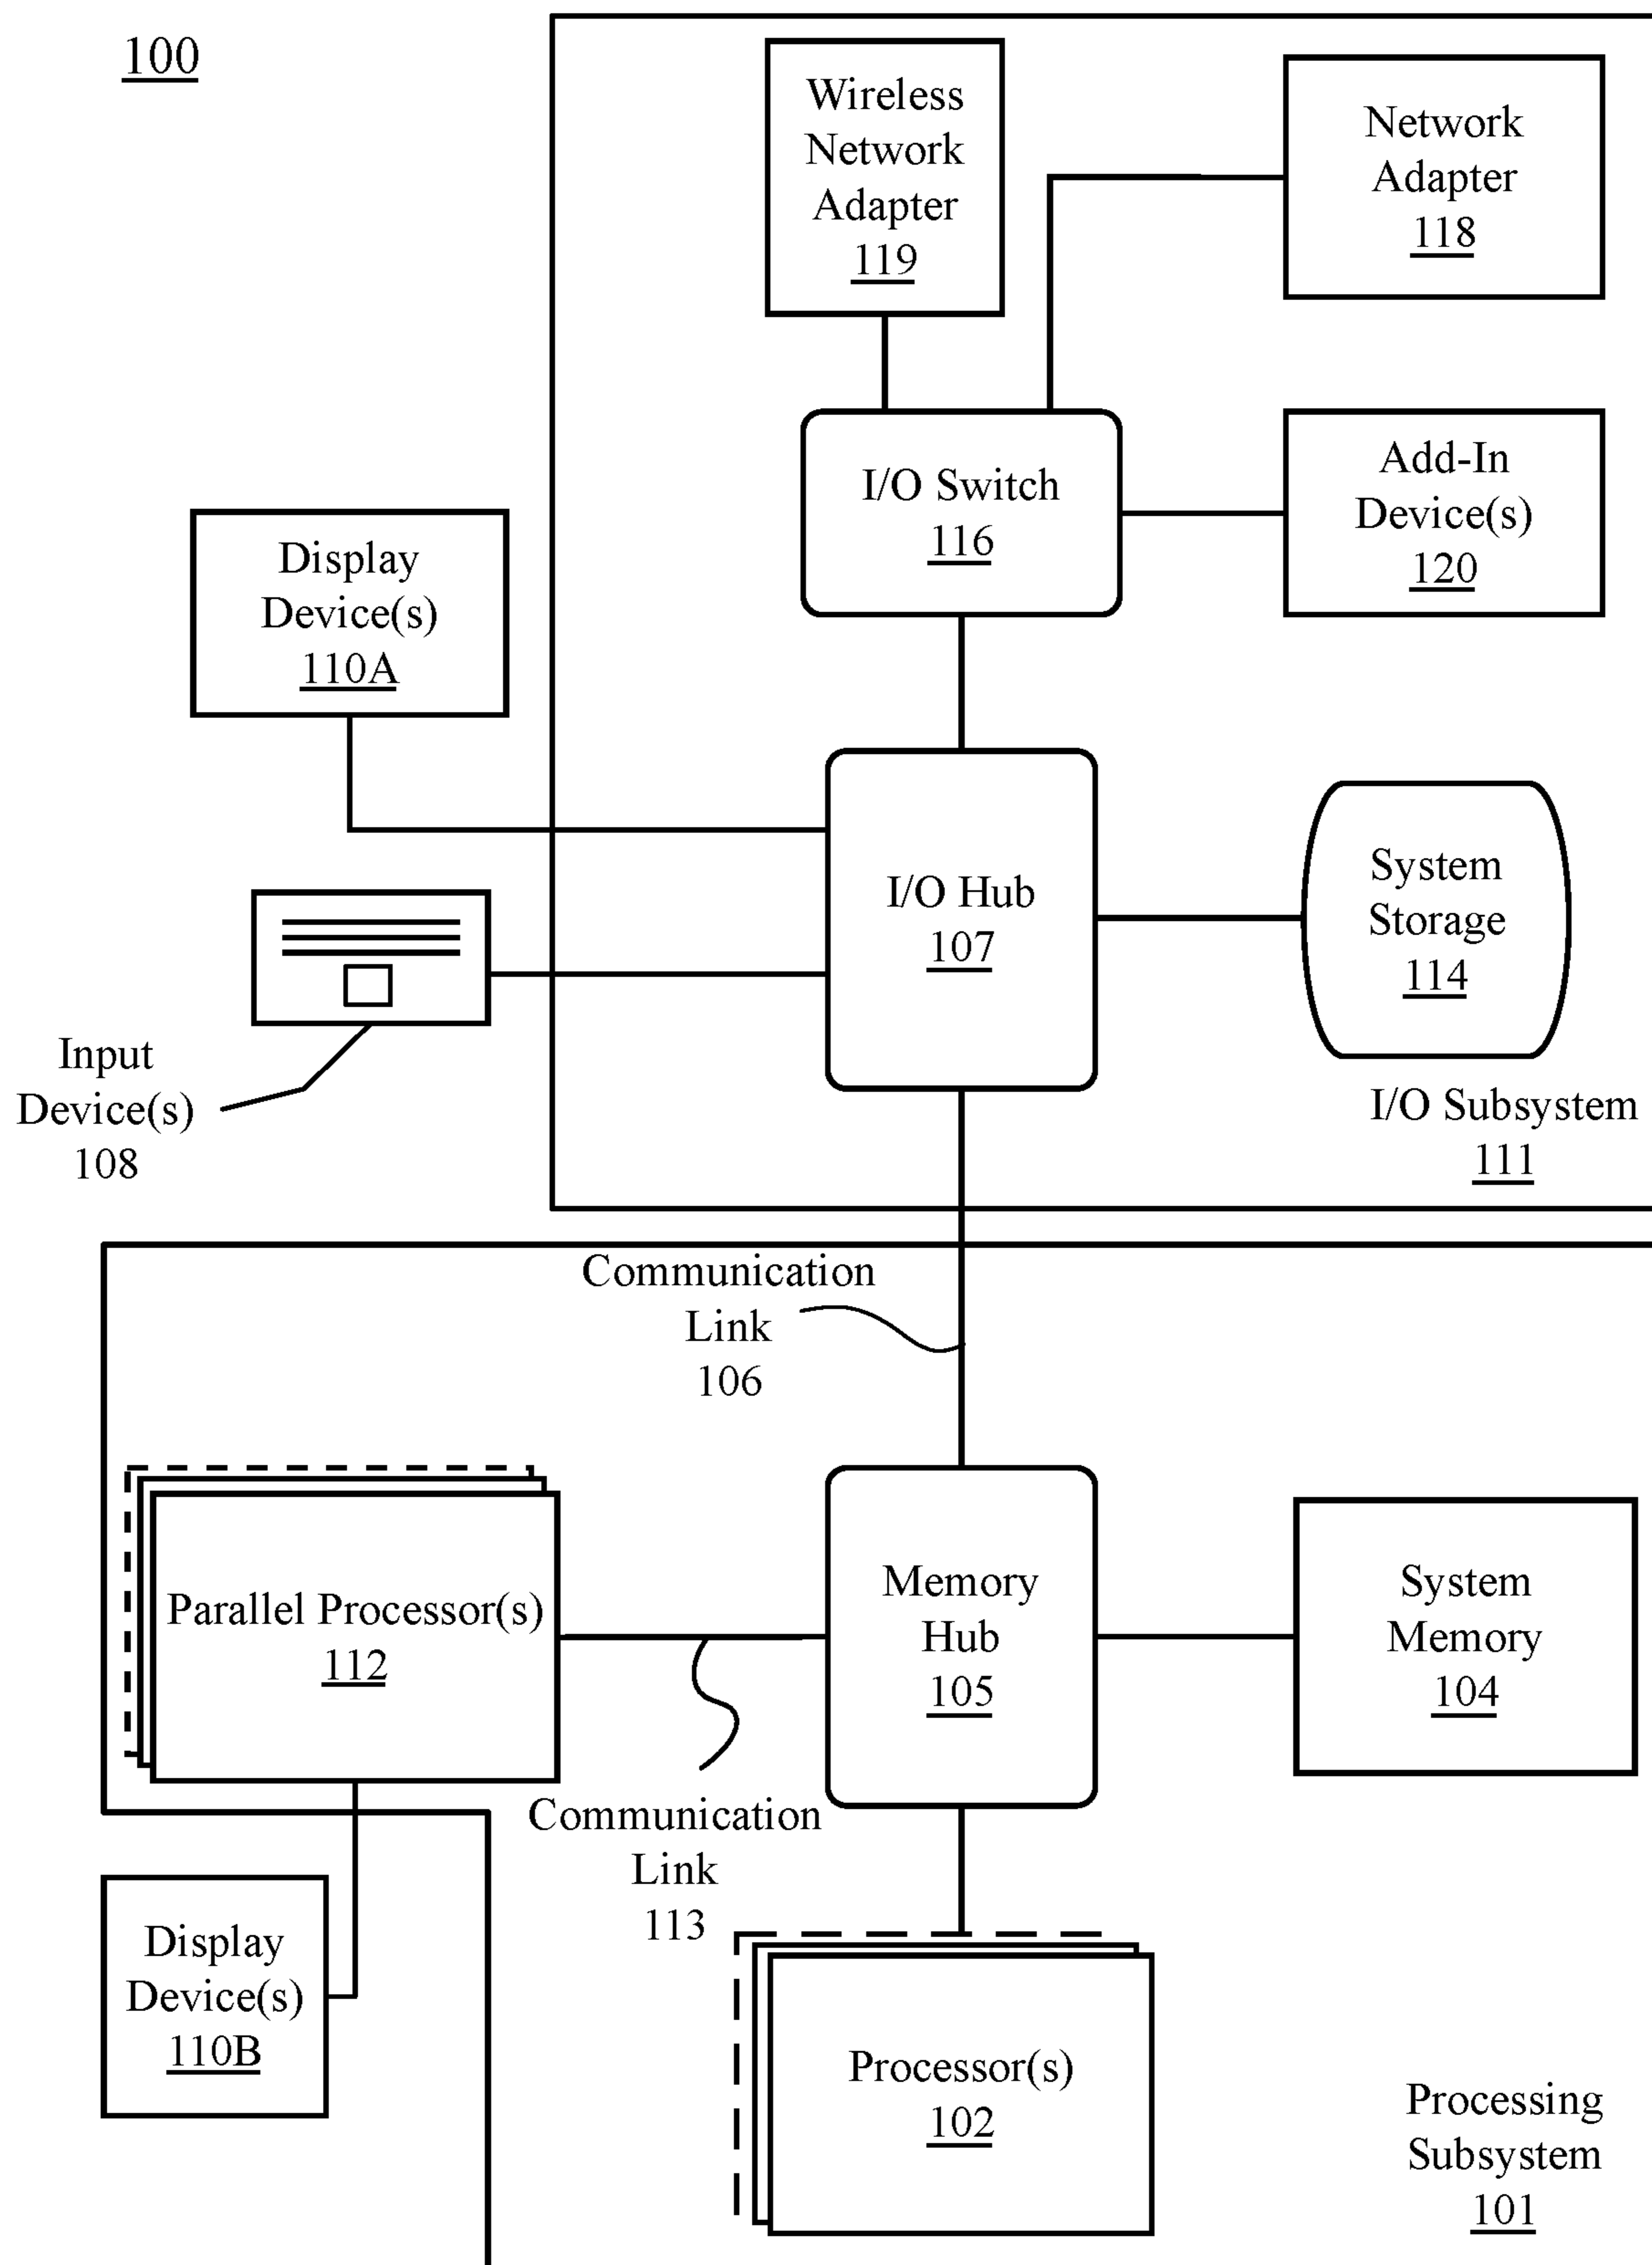 100
Wireless
Network
Adapter
119
Network
Adapter
118
I/O Switch
116
Add-In
Device(s)
120
Display
Device(s)
110A
I/O Hub
107
System
Storage
114
Input
Device(s)
108
I/O Subsystem
111
Communication
Link
106
Parallel Processor(s)
112
Memory
Hub
105
System
Memory
104
Communication
Link
113
Display
Device(s)
110B
Processor(s)
102
Processing
Subsystem
101